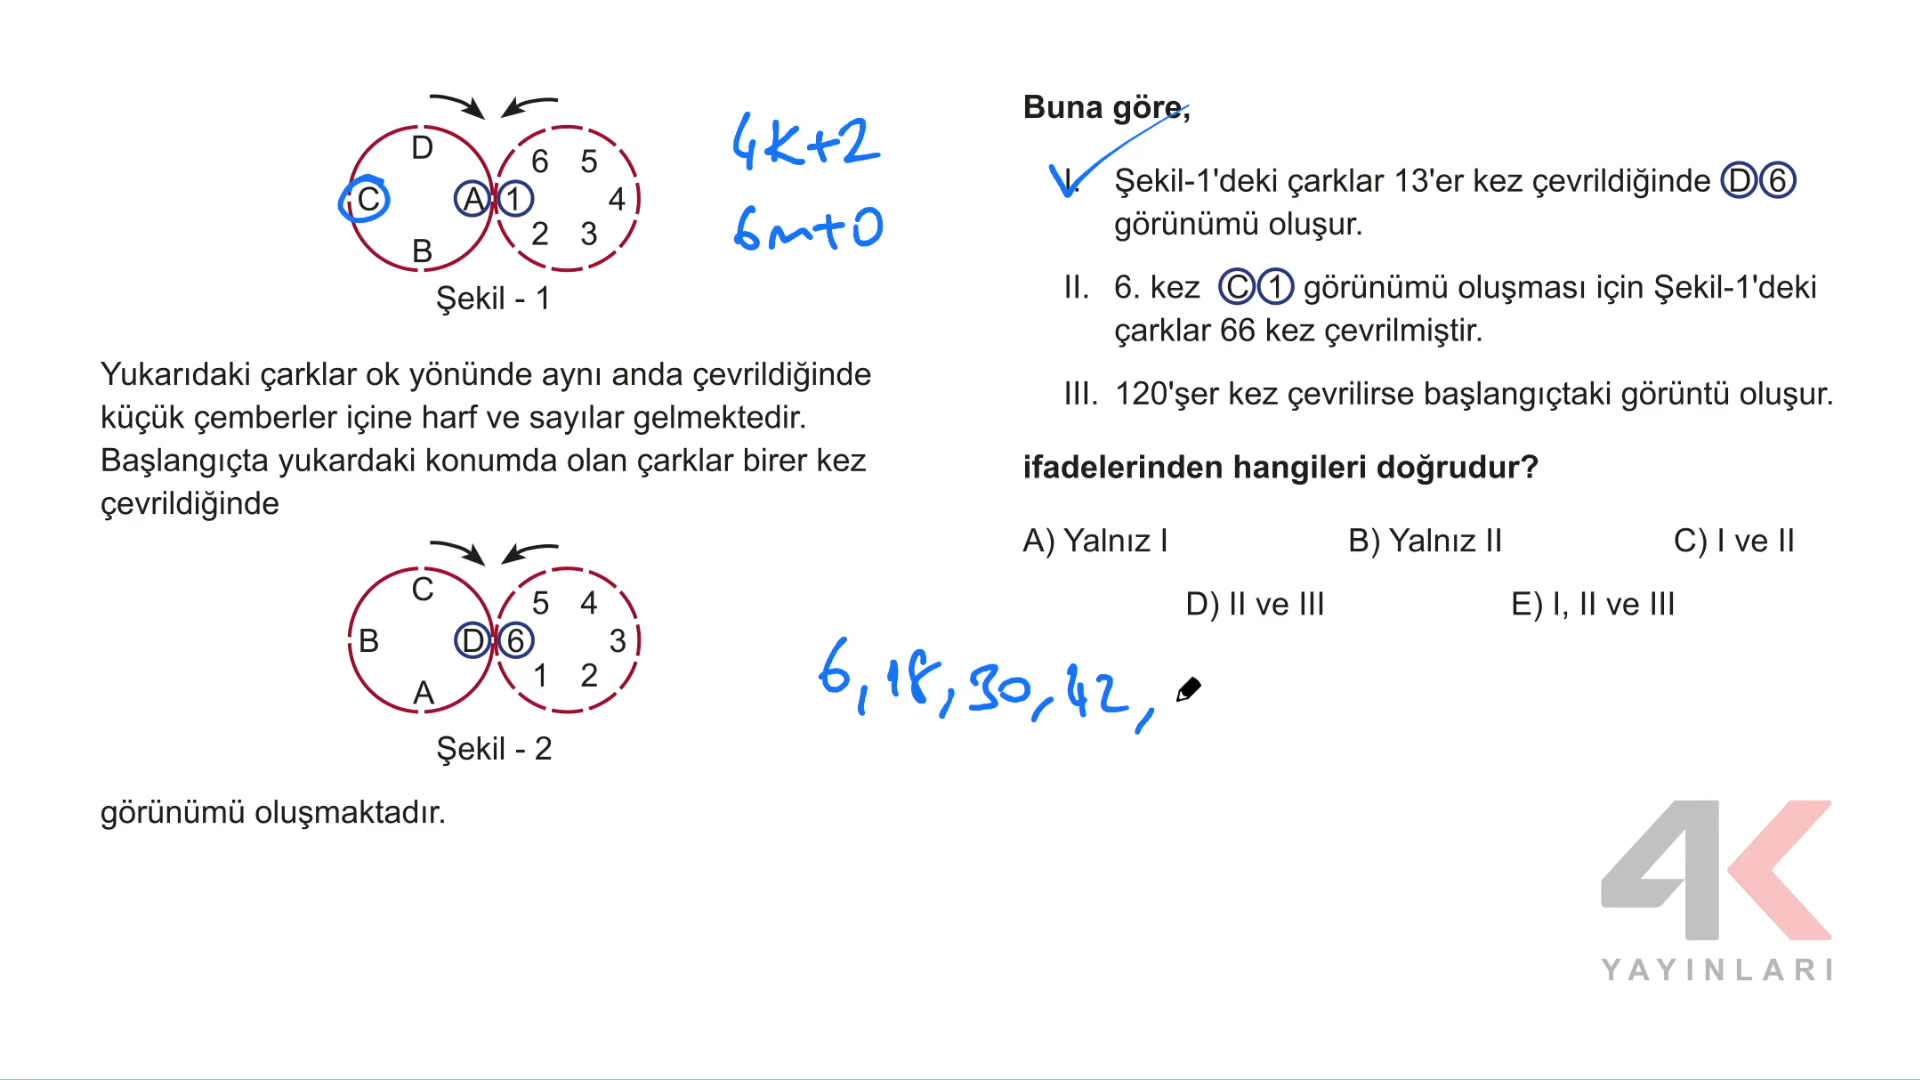 D
6 5
C A 1 4
B 2 3
Şekil - 1
4k+2
6m+0
Yukarıdaki çarklar ok yönünde aynı anda çevrildiğinde
küçük çemberler içine harf ve sayılar gelmektedir.
Başlangıçta yukardaki konumda olan çarklar birer kez
çevrildiğinde
C
5 4
B D 6 3
A 1 2
Şekil - 2
görünümü oluşmaktadır.
Buna göre,
I. Şekil-1'deki çarklar 13'er kez çevrildiğinde D 6
görünümü oluşur.
II. 6. kez C 1 görünümü oluşması için Şekil-1'deki
çarklar 66 kez çevrilmiştir.
III. 120'şer kez çevrilirse başlangıçtaki görüntü oluşur.
ifadelerinden hangileri doğrudur?
A) Yalnız I B) Yalnız II C) I ve II
D) II ve III E) I, II ve III
6, 18, 30, 42,
4K
YAYINLARI